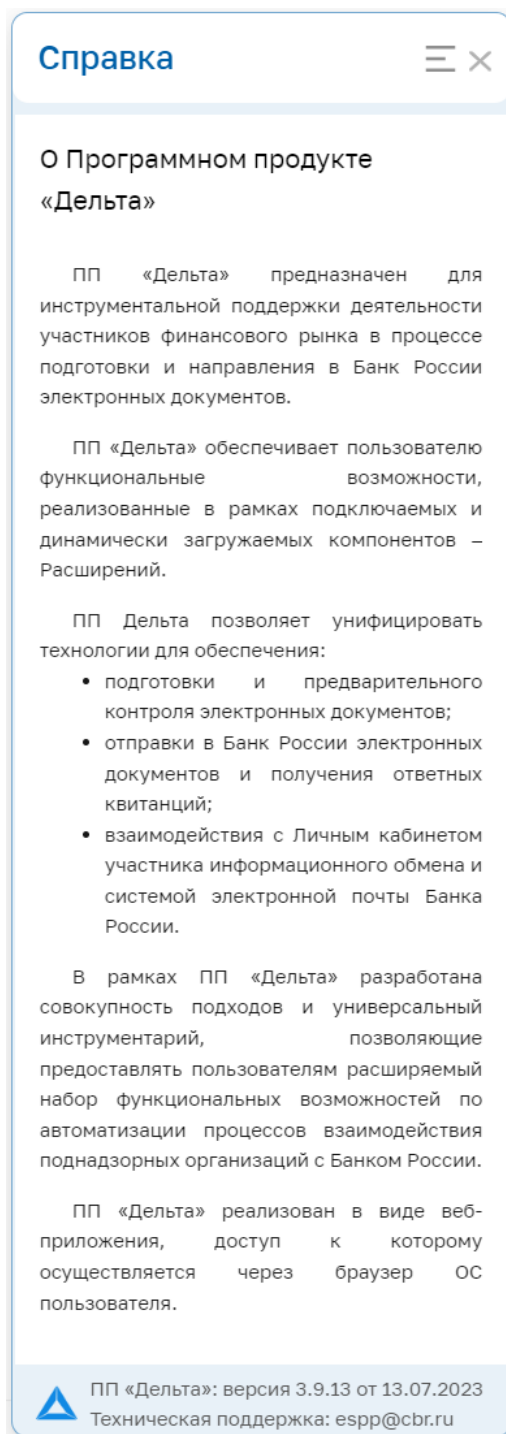 Справка
О Программном продукте
«Дельта»
ПП «Дельта» предназначен для
инструментальной поддержки деятельности
участников финансового рынка в процессе
подготовки и направления в Банк России
электронных документов.
ПП «Дельта» обеспечивает пользователю
функциональные возможности,
реализованные в рамках подключаемых и
динамически загружаемых компонентов –
Расширений.
ПП Дельта позволяет унифицировать
технологии для обеспечения:
• подготовки и предварительного
контроля электронных документов;
• отправки в Банк России электронных
документов и получения ответных
квитанций;
• взаимодействия с Личным кабинетом
участника информационного обмена и
системой электронной почты Банка
России.
В рамках ПП «Дельта» разработана
совокупность подходов и универсальный
инструментарий, позволяющие
предоставлять пользователям расширяемый
набор функциональных возможностей по
автоматизации процессов взаимодействия
поднадзорных организаций с Банком России.
ПП «Дельта» реализован в виде веб-
приложения, доступ к которому
осуществляется через браузер ОС
пользователя.
ПП «Дельта»: версия 3.9.13 от 13.07.2023
Техническая поддержка: espp@cbr.ru